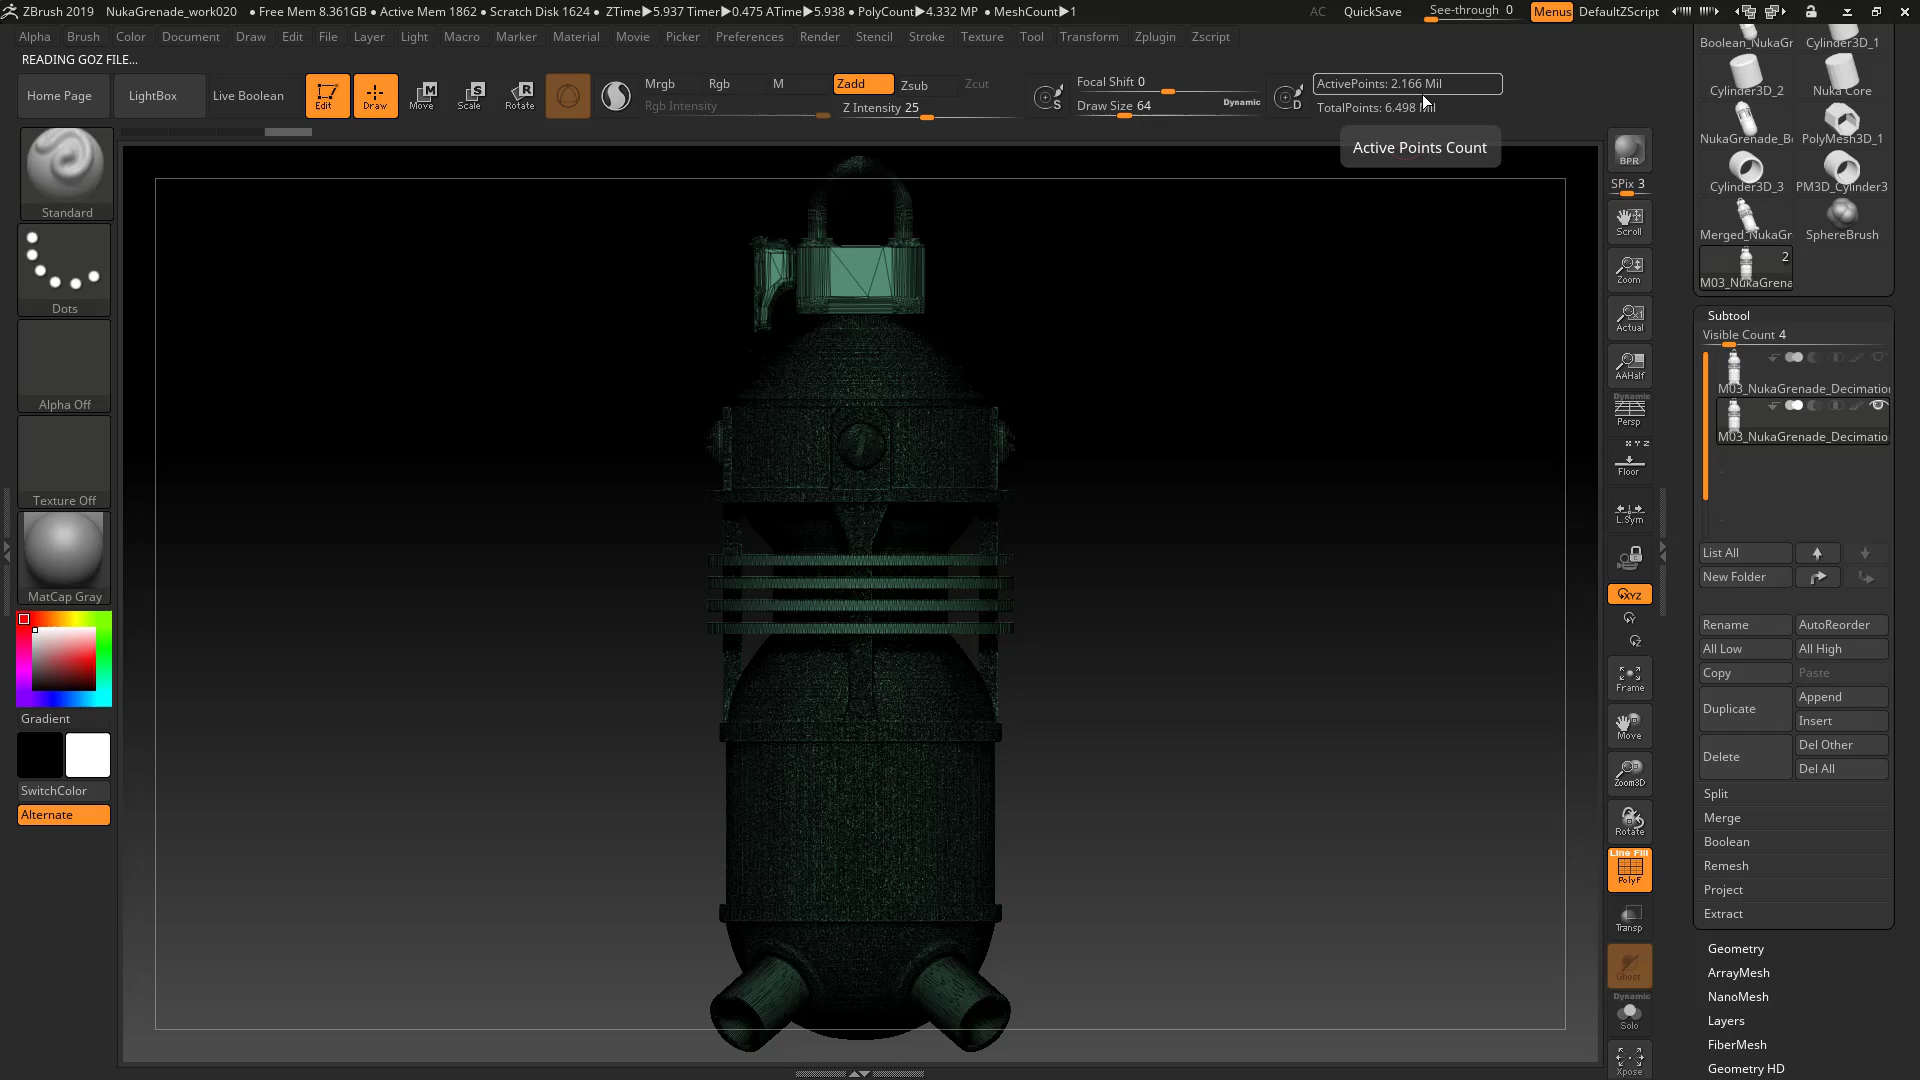 ZBrush 2019 NukaGrenade_work020 • Free Mem 8.361GB • Active Mem 1862 • Scratch Disk 1624 • ZTime▶5.937 Timer▶0.475 ATime▶5.938 • PolyCount▶4.332 MP • MeshCount▶1 AC QuickSave See-through 0 Menus DefaultZScript
Alpha Brush Color Document Draw Edit File Layer Light Macro Marker Material Movie Picker Preferences Render Stencil Stroke Texture Tool Transform Zplugin Zscript
READING GOZ FILE...
Home Page LightBox Live Boolean Edit Draw Move Scale Rotate
Mrgb Rgb M Zadd Zsub Zcut
Rgb Intensity Z Intensity 25
S Focal Shift 0
Draw Size 64 Dynamic
D ActivePoints: 2.166 Mil
TotalPoints: 6.498 Mil
Active Points Count
Standard
Dots
Alpha Off
Texture Off
MatCap Gray
Gradient
SwitchColor
Alternate
BPR
SPix 3
Scroll
Zoom
Actual
AAHalf
Dynamic
Persp
X Y Z
Floor
L.Sym
XYZ
Y
Z
Frame
Move
Zoom3D
Rotate
Line Fill
PolyF
Transp
Ghost
Dynamic
Solo
Xpose
Boolean_NukaGr Cylinder3D_1
Cylinder3D_2 Nuka Core
NukaGrenade_Bo PolyMesh3D_1
Cylinder3D_3 PM3D_Cylinder3
Merged_NukaGr SphereBrush
2
M03_NukaGrena
Subtool
Visible Count 4
M03_NukaGrenade_Decimation
M03_NukaGrenade_Decimatio
List All
New Folder
Rename AutoReorder
All Low All High
Copy Paste
Duplicate Append
Insert
Delete Del Other
Del All
Split
Merge
Boolean
Remesh
Project
Extract
Geometry
ArrayMesh
NanoMesh
Layers
FiberMesh
Geometry HD